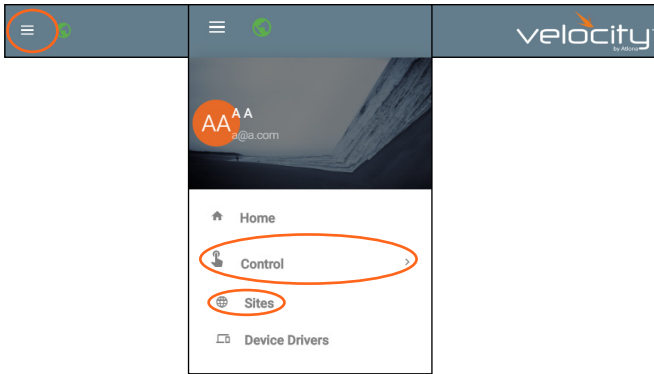 velocity
by Atlona
AA
A A
a@a.com
Home
Control
Sites
Device Drivers